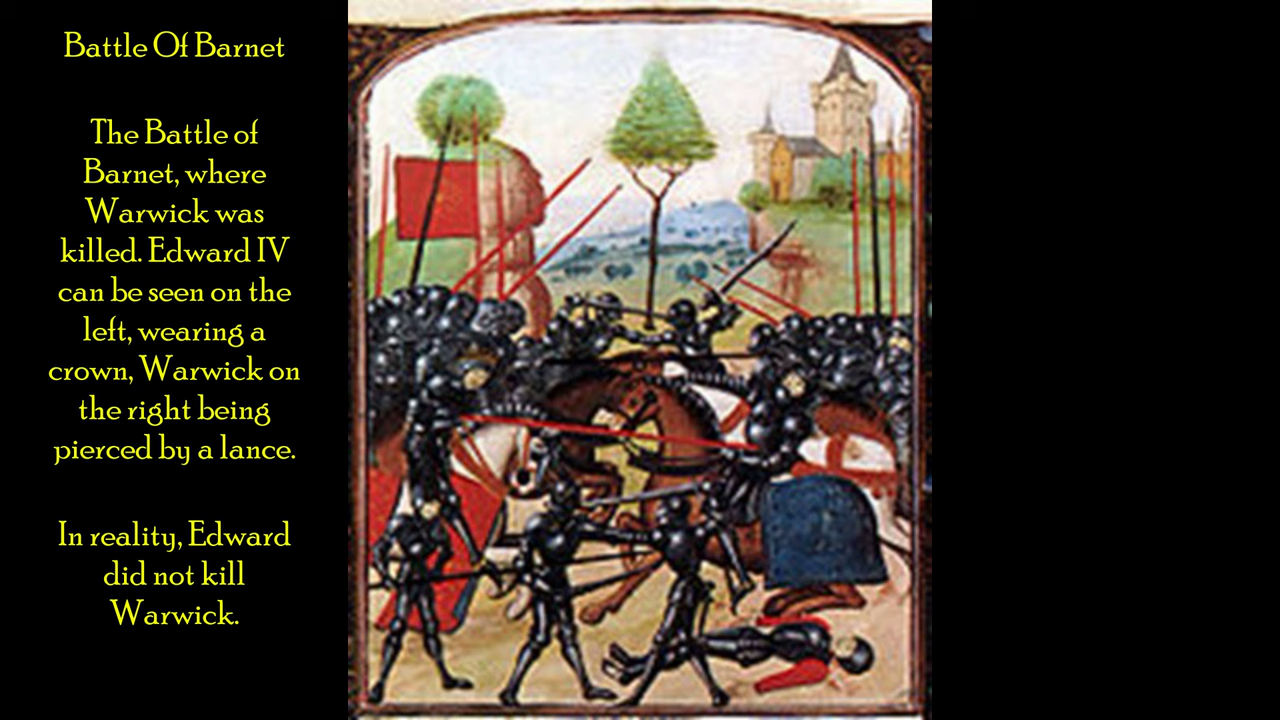 Battle Of Barnet
The Battle of
Barnet, where
Warwick was
killed. Edward IV
can be seen on the
left, wearing a
crown, Warwick on
the right being
pierced by a lance.
In reality, Edward
did not kill
Warwick.